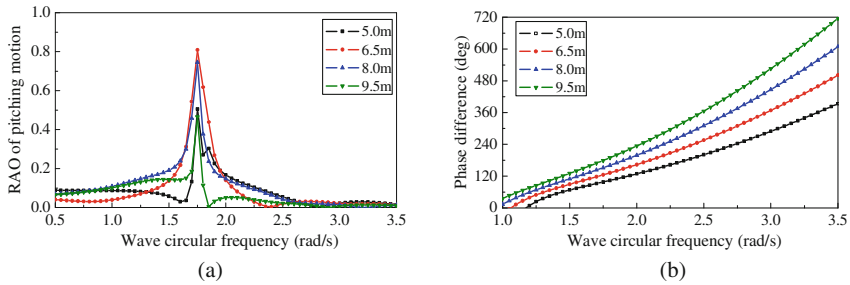 RAO of pitching motion
1.0
0.8
0.6
0.4
0.2
0.0
0.5
1.0
1.5
2.0
2.5
3.0
3.5
Wave circular frequency (rad/s)
5.0m
6.5m
8.0m
9.5m
(a)
Phase difference (deg)
720
600
480
360
240
120
0
1.0
1.5
2.0
2.5
3.0
3.5
Wave circular frequency (rad/s)
5.0m
6.5m
8.0m
9.5m
(b)